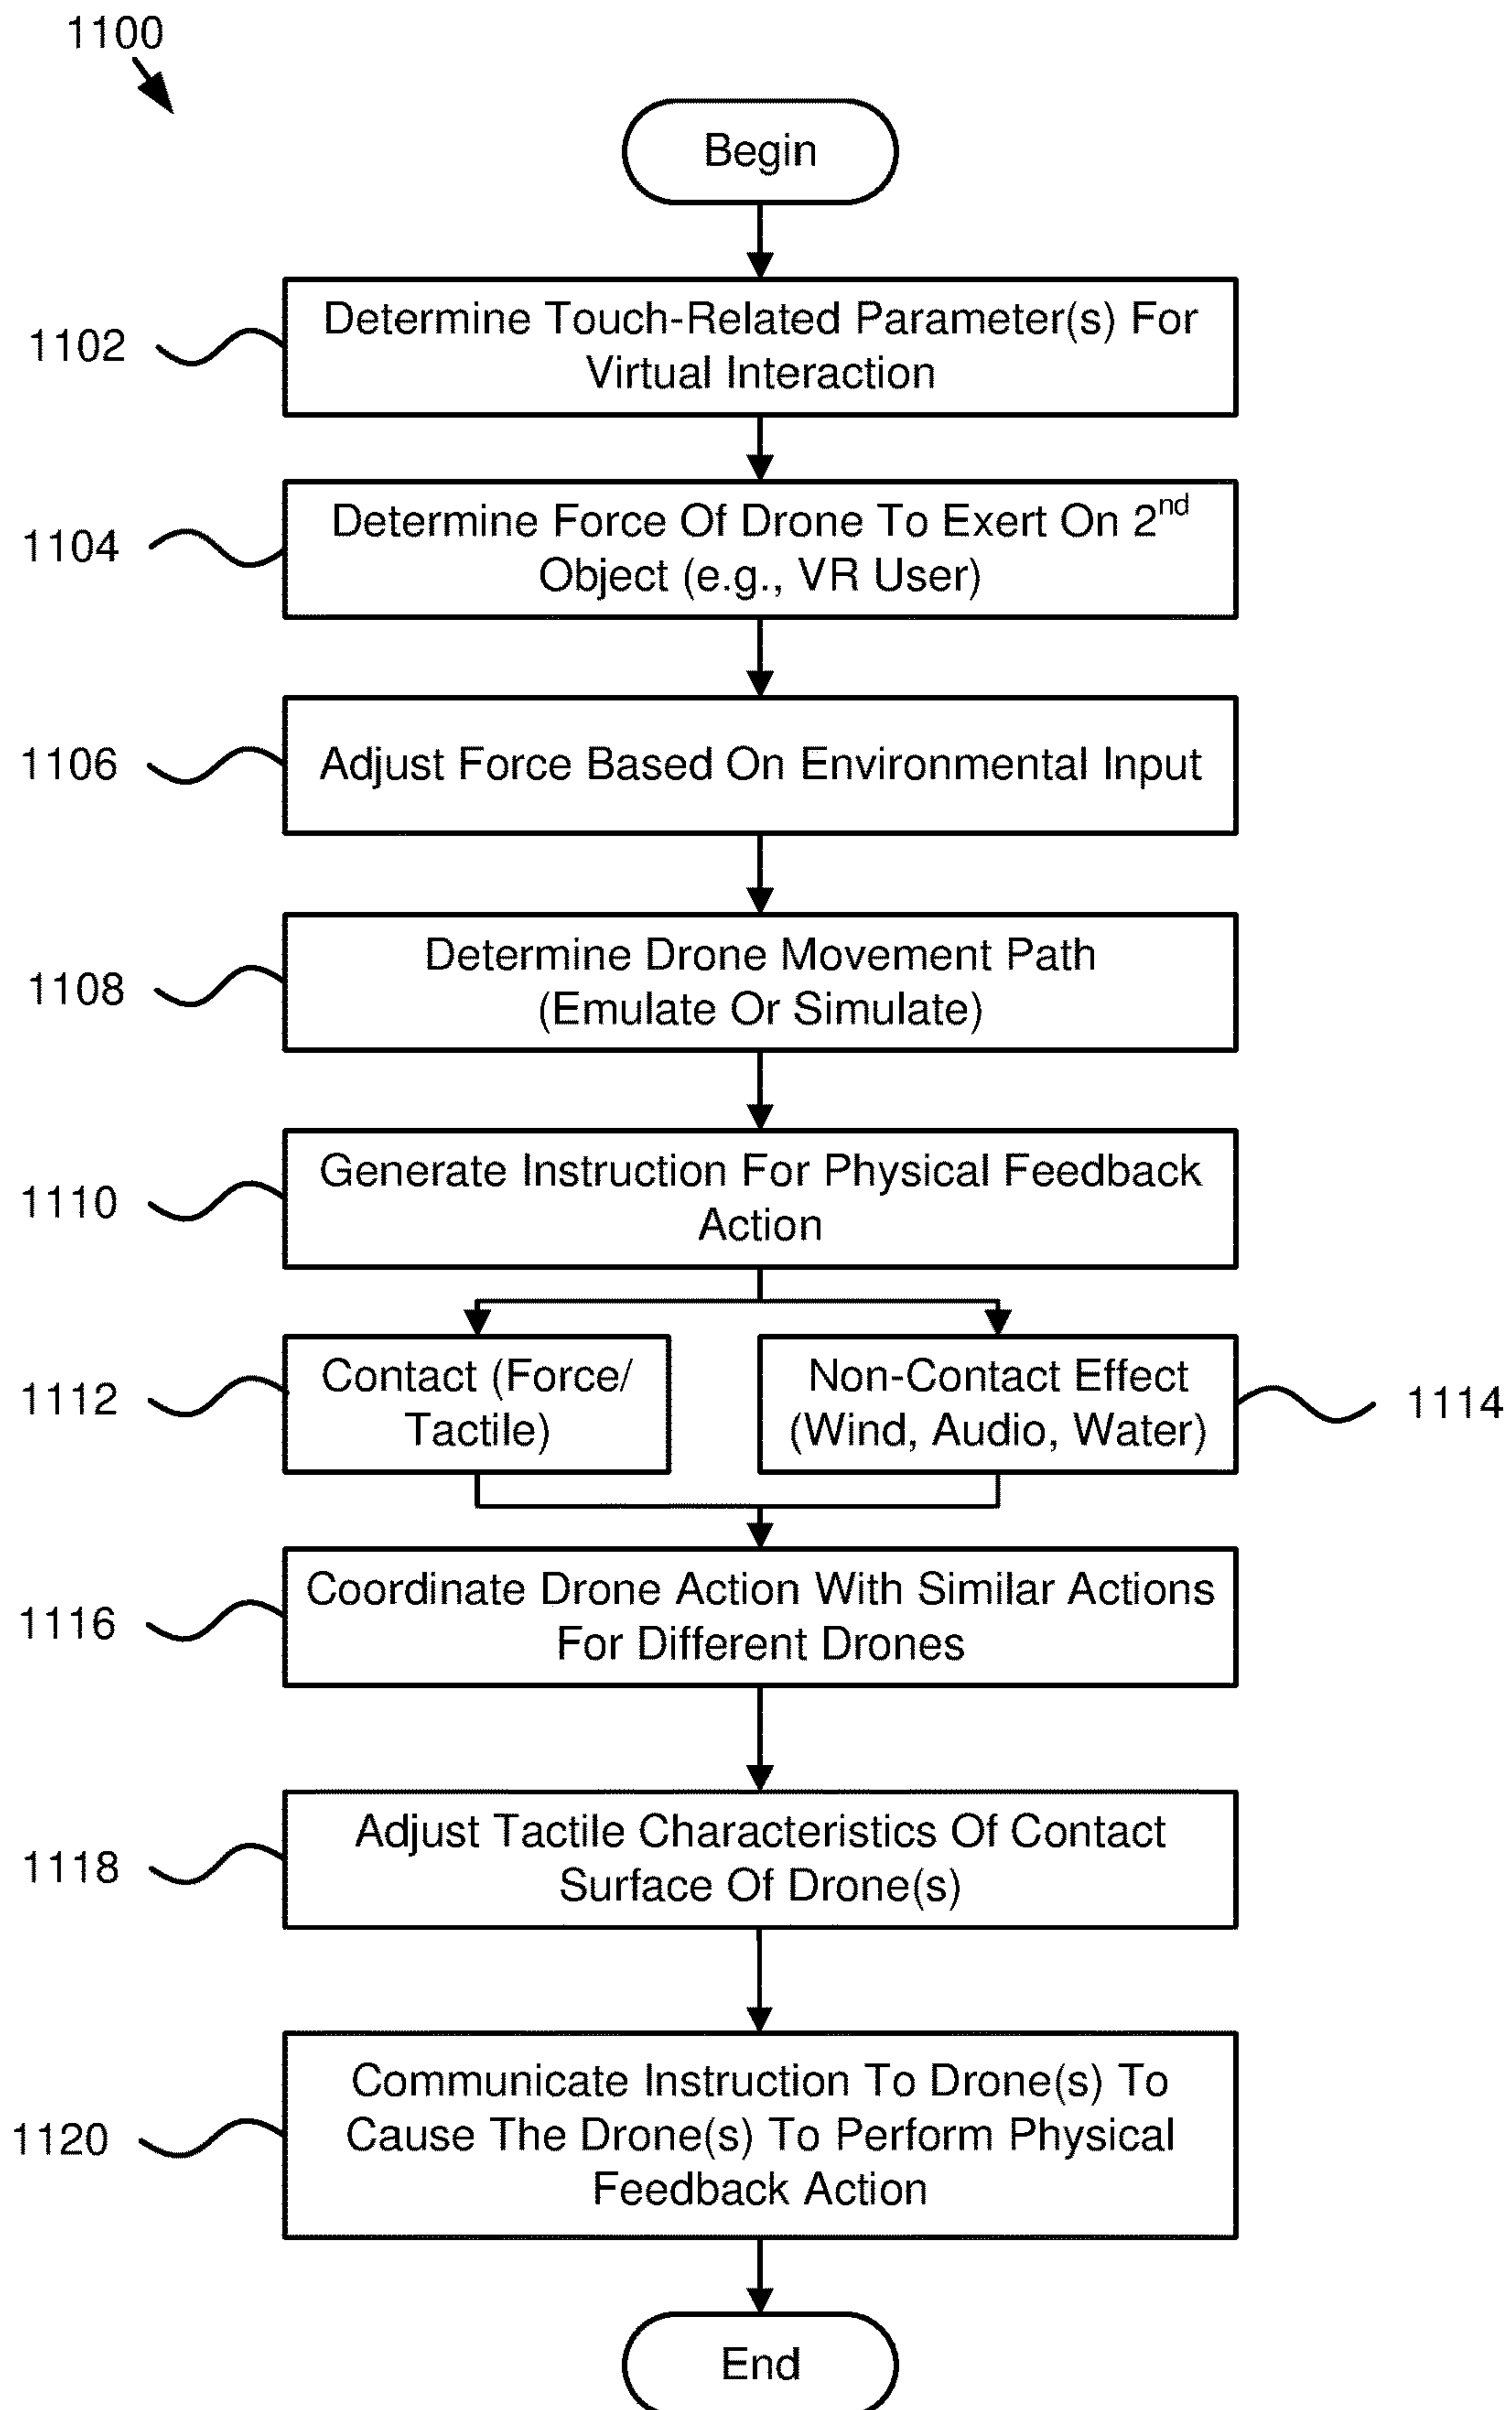 1100
Begin
1102
Determine Touch-Related Parameter(s) For
Virtual Interaction
1104
Determine Force Of Drone To Exert On 2nd
Object (e.g., VR User)
1106
Adjust Force Based On Environmental Input
1108
Determine Drone Movement Path
(Emulate Or Simulate)
1110
Generate Instruction For Physical Feedback
Action
1112
Contact (Force/
Tactile)
Non-Contact Effect
(Wind, Audio, Water)
1114
1116
Coordinate Drone Action With Similar Actions
For Different Drones
1118
Adjust Tactile Characteristics Of Contact
Surface Of Drone(s)
1120
Communicate Instruction To Drone(s) To
Cause The Drone(s) To Perform Physical
Feedback Action
End